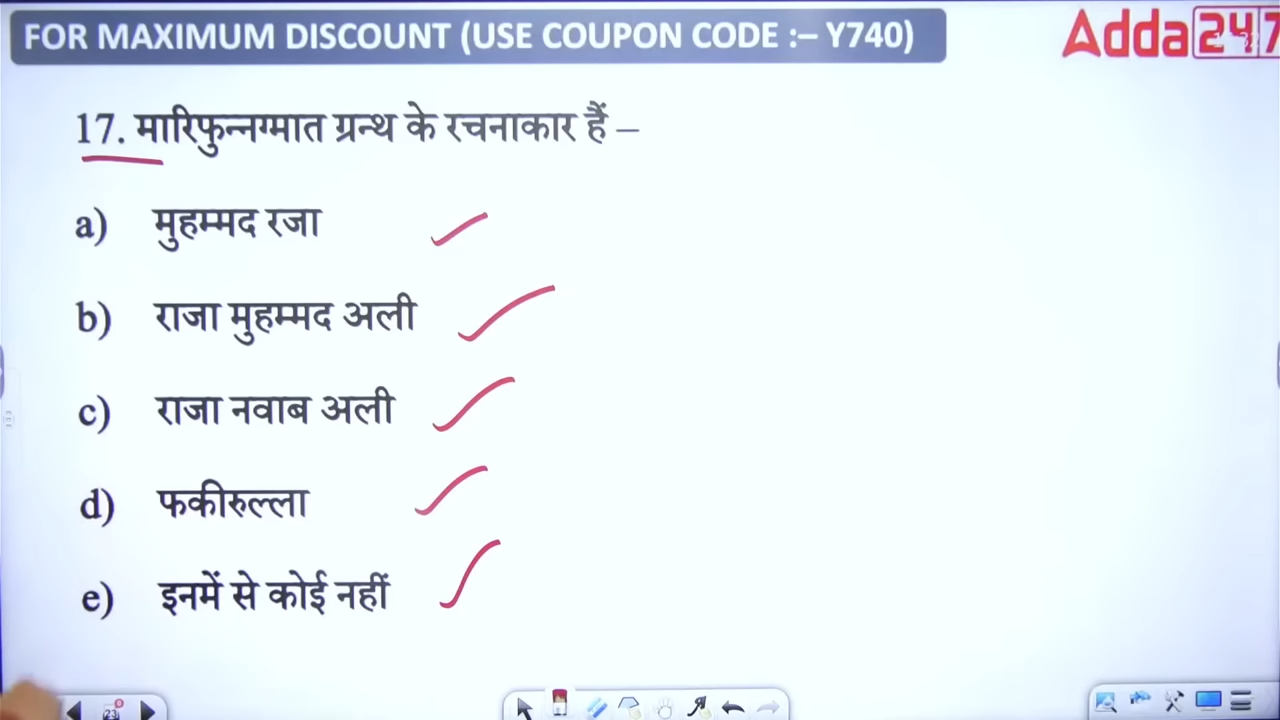 FOR MAXIMUM DISCOUNT (USE COUPON CODE :– Y740)
Adda247
17. मारिफुन्नग्मात ग्रन्थ के रचनाकार हैं –
a) मुहम्मद रजा
b) राजा मुहम्मद अली
c) राजा नवाब अली
d) फकीरुल्ला
e) इनमें से कोई नहीं
23